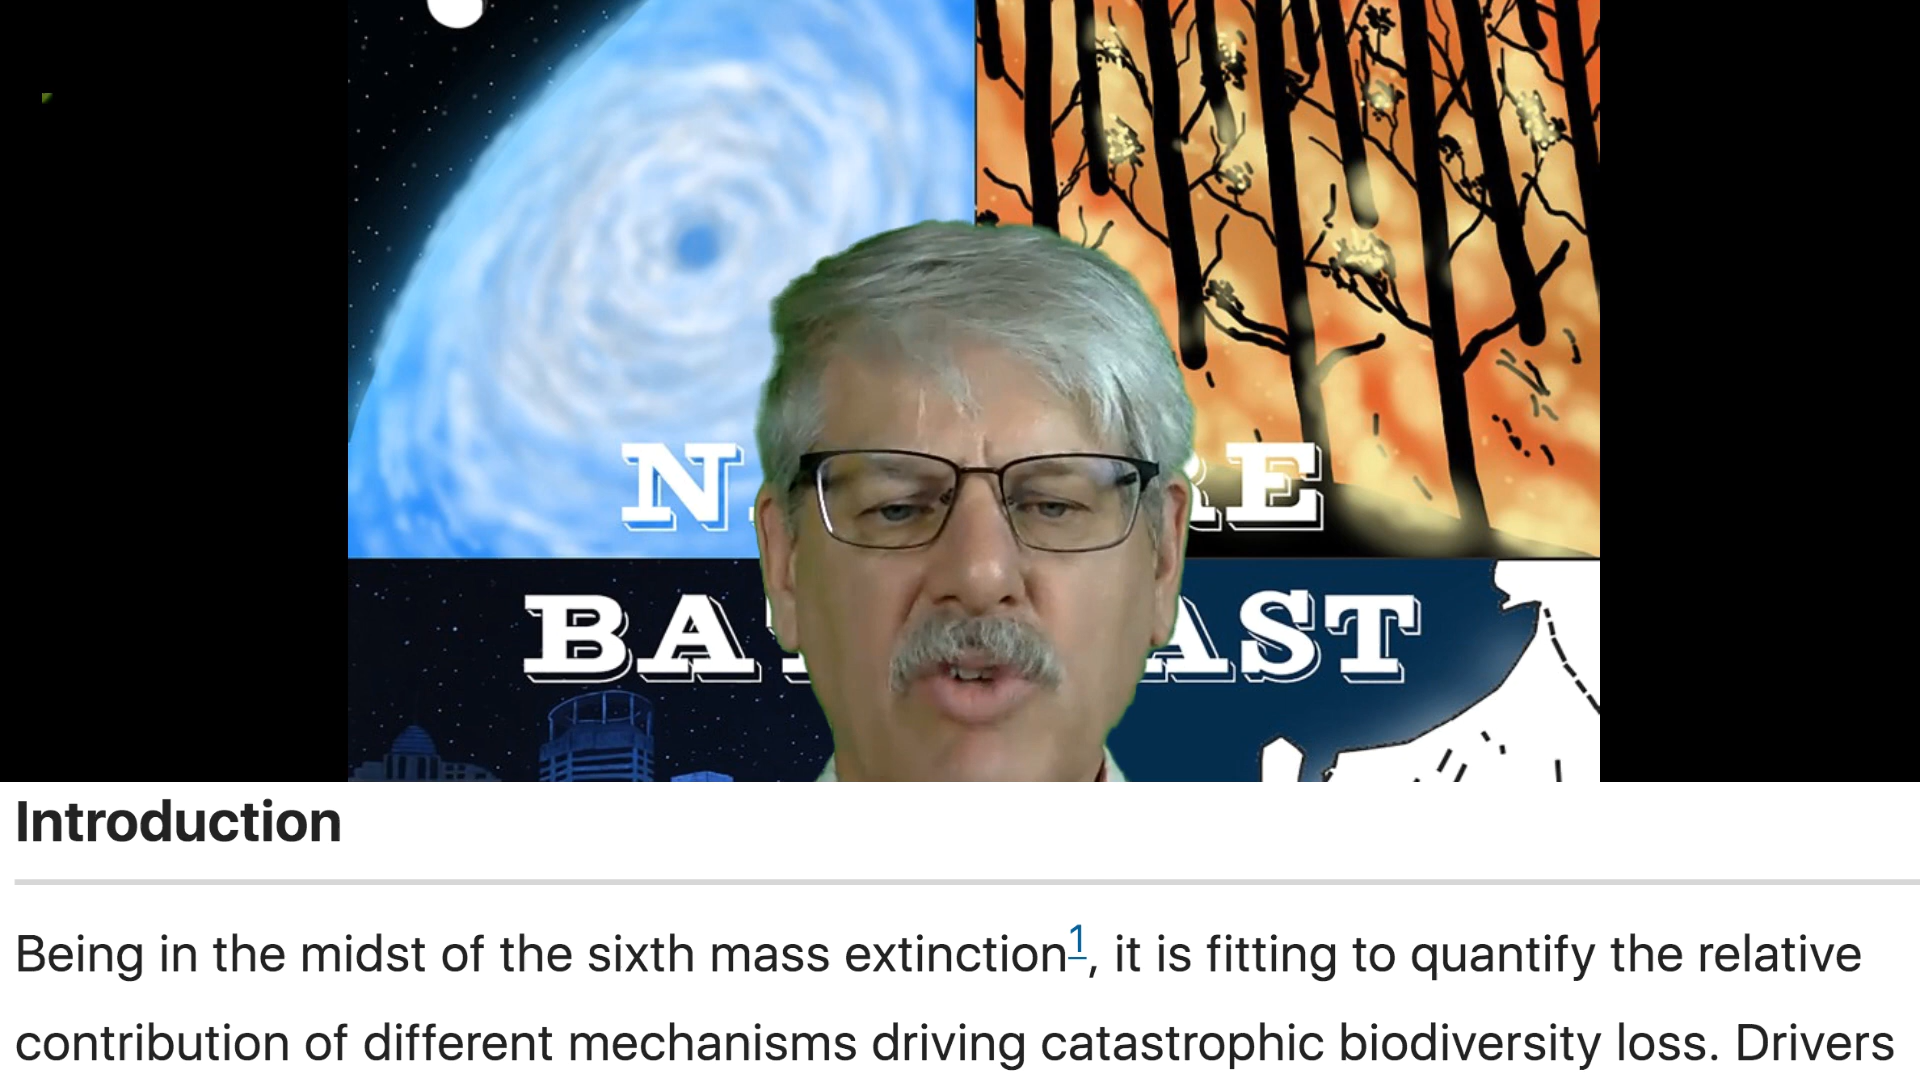 N RE
BA AST
Introduction
Being in the midst of the sixth mass extinction1, it is fitting to quantify the relative
contribution of different mechanisms driving catastrophic biodiversity loss. Drivers